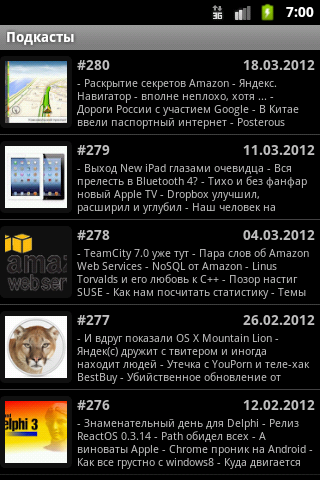 3G 7:00
Подкасты
#280 18.03.2012
- Раскрытие секретов Amazon - Яндекс.
Навигатор - вполне неплохо, хотя ... -
Дороги России с участием Google - В Китае
ввели паспортный интернет - Posterous
#279 11.03.2012
- Выход New iPad глазами очевидца - Вся
прелесть в Bluetooth 4? - Тихо и без фанфар
новый Apple TV - Dropbox улучшил,
расширил и углубил - Наш человек на
#278 04.03.2012
amaz
web ser
- TeamCity 7.0 уже тут - Пара слов об Amazon
Web Services - NoSQL от Amazon - Linus
Torvalds и его любовь к C++ - Позор настиг
SUSE - Как нам посчитать статистику - Темы
#277 26.02.2012
- И вдруг показали OS X Mountain Lion -
Яндек(с) дружит с твитером и иногда
находит людей - Утечка с YouPorn и теле-хак
BestBuy - Убийственное обновление от
#276 12.02.2012
lphi 3
- Знаменательный день для Delphi - Релиз
ReactOS 0.3.14 - Path обидел всех - А
виноваты Apple - Chrome проник на Android -
Как все грустно с windows8 - Куда двигается